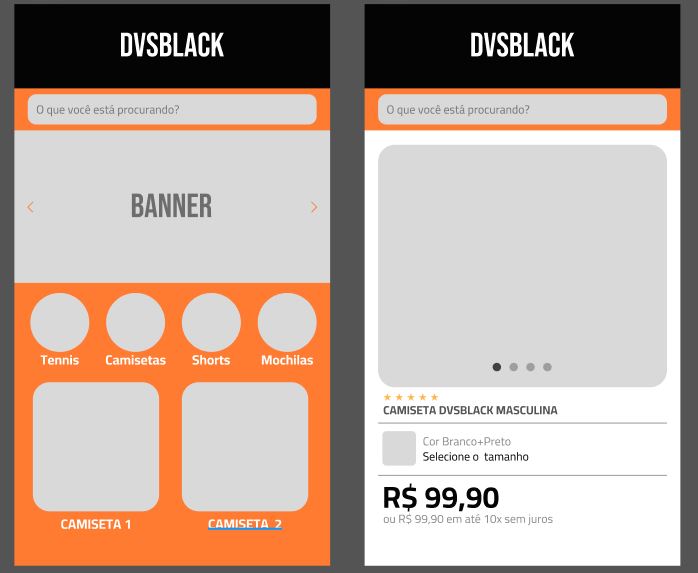 DVSBLACK
O que você está procurando?
BANNER
Tennis
Camisetas
Shorts
Mochilas
CAMISETA 1
CAMISETA 2
DVSBLACK
O que você está procurando?
CAMISETA DVSBLACK MASCULINA
Cor Branco+Preto
Selecione o tamanho
R$ 99,90
ou R$ 99,90 em até 10x sem juros